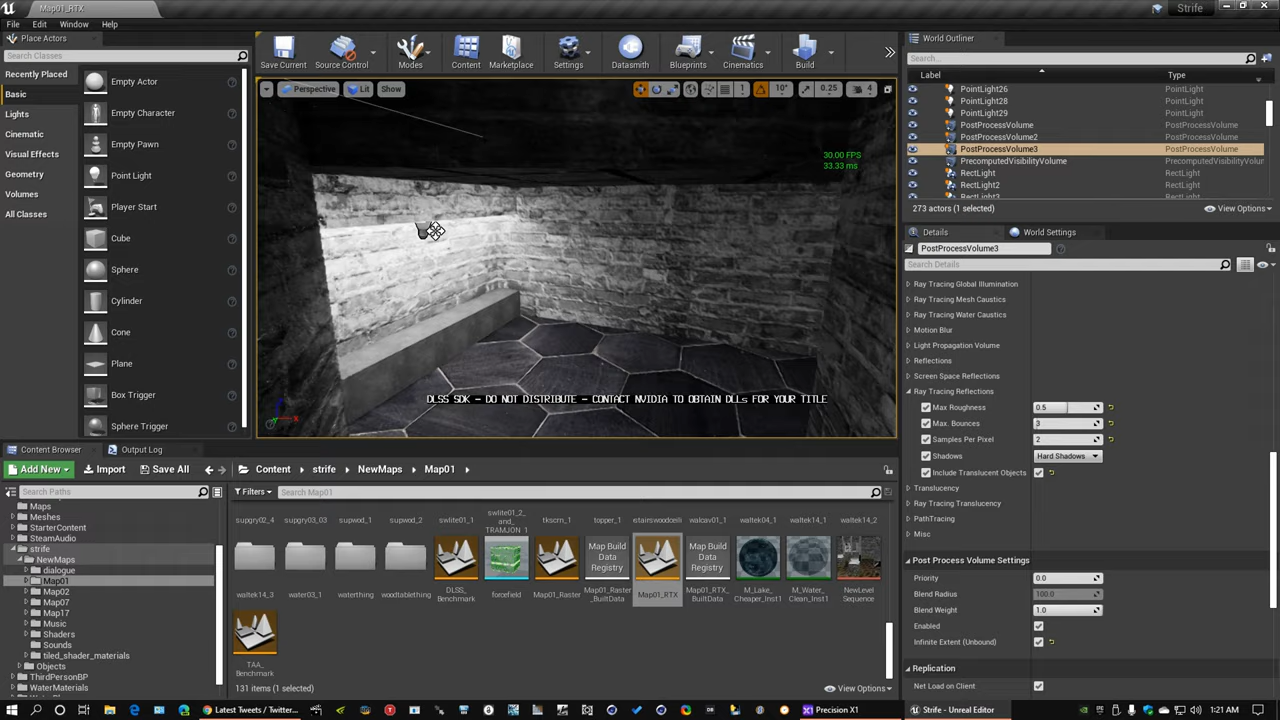 Map01_RTX
Strife
File Edit Window Help
Place Actors
Search Classes
Recently Placed
Basic
Lights
Cinematic
Visual Effects
Geometry
Volumes
All Classes
Empty Actor
Empty Character
Empty Pawn
Point Light
Player Start
Cube
Sphere
Cylinder
Cone
Plane
Box Trigger
Sphere Trigger
Save Current Source Control Modes Content Marketplace Settings Datasmith Blueprints Cinematics Build
Perspective Lit Show
10° 0.25 4
30.00 FPS
33.33 ms
DLSS SDK - DO NOT DISTRIBUTE - CONTACT NVIDIA TO OBTAIN DLLs FOR YOUR TITLE
World Outliner
Search...
Label Type
PointLight26 PointLight
PointLight28 PointLight
PointLight29 PointLight
PostProcessVolume PostProcessVolume
PostProcessVolume2 PostProcessVolume
PostProcessVolume3 PostProcessVolume
PrecomputedVisibilityVolume PrecomputedVisibilityVolun
RectLight RectLight
RectLight2 RectLight
RectLight3 RectLight
273 actors (1 selected) View Options
Details World Settings
PostProcessVolume3
Search Details
Ray Tracing Global Illumination
Ray Tracing Mesh Caustics
Ray Tracing Water Caustics
Motion Blur
Light Propagation Volume
Reflections
Screen Space Reflections
Ray Tracing Reflections
Max Roughness 0.5
Max. Bounces 3
Samples Per Pixel 2
Shadows Hard Shadows
Include Translucent Objects
Translucency
Ray Tracing Translucency
PathTracing
Misc
Post Process Volume Settings
Priority 0.0
Blend Radius 100.0
Blend Weight 1.0
Enabled
Infinite Extent (Unbound)
Replication
Net Load on Client
Content Browser Output Log
Add New Import Save All Content strife NewMaps Map01
Search Paths
Filters Search Map01
Maps
Meshes
StarterContent
SteamAudio
strife
NewMaps
dialogue
Map01
Map02
Map07
Map17
Music
Shaders
Sounds
tiled_shader_materials
Objects
ThirdPersonBP
WaterMaterials
supgry02_4 supgry03_03 supwod_1 supwod_2 swlite01_1 swlite01_2_and_TRAMJON_1 tkscrn_1 topper_1 walcav01_1 waltek04_1 waltek14_1 waltek14_2
Map Build Data Registry
Map Build Data Registry
waltek14_3 water03_1 waterthing woodtablething DLSS_Benchmark forcefield Map01_Raster Map01_Raster_BuiltData Map01_RTX Map01_RTX_BuiltData M_Lake_Cheaper_Inst1 M_Water_Clean_Inst1 NewLevel Sequence
TAA_Benchmark
131 items (1 selected) View Options
Latest Tweets / Twitter... Precision X1 Strife - Unreal Editor 1:21 AM